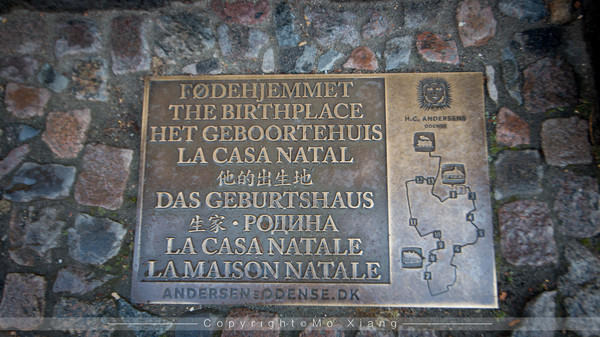 FØDEHJEMMET
THE BIRTHPLACE
HET GEBOORTEHUIS
LA CASA NATAL
他的出生地
DAS GEBURTSHAUS
生家・РОДИНА
LA CASA NATALE
LA MAISON NATALE
ANDERSEN@ODENSE.DK
H.C. ANDERSENS
ODENSE
Copyright@Mo Xiang